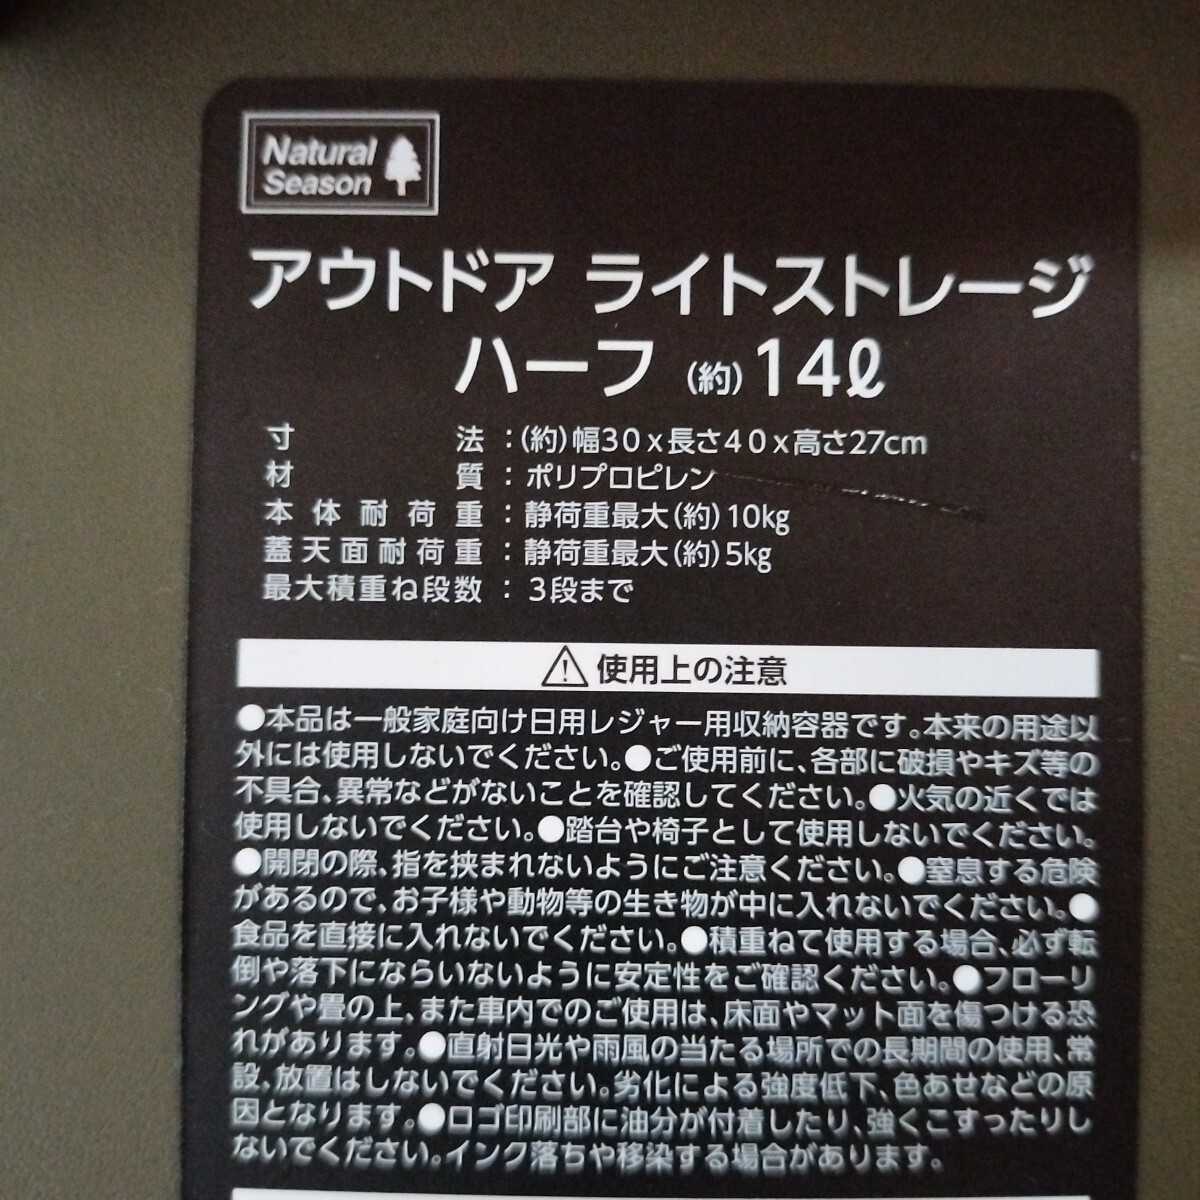 Natural
Season
アウトドア ライトストレージ
ハーフ (約)14ℓ
寸法:(約)幅30x長さ40x高さ27cm
材質:ポリプロピレン
本体耐荷重:静荷重最大(約)10kg
蓋天面耐荷重:静荷重最大(約)5kg
最大積重ね段数:3段まで
⚠使用上の注意
●本品は一般家庭向け日用レジャー用収納容器です。本来の用途以
外には使用しないでください。●ご使用前に、各部に破損やキズ等の
不具合、異常などがないことを確認してください。●火気の近くでは
使用しないでください。●踏台や椅子として使用しないでください。
●開閉の際、指を挟まれないようにご注意ください。●窒息する危険
があるので、お子様や動物等の生き物が中に入れないでください。●
食品を直接に入れないでください。●積重ねて使用する場合、必ず転
倒や落下にならいないように安定性をご確認ください。●フローリ
ングや畳の上、また車内でのご使用は、床面やマット面を傷つける恐
れがあります。●直射日光や雨風の当たる場所での長期間の使用、常
設、放置はしないでください。劣化による強度低下、色あせなどの原
因となります。●ロゴ印刷部に油分が付着したり、強くこすったりし
ないでください。インク落ちや移染する場合があります。